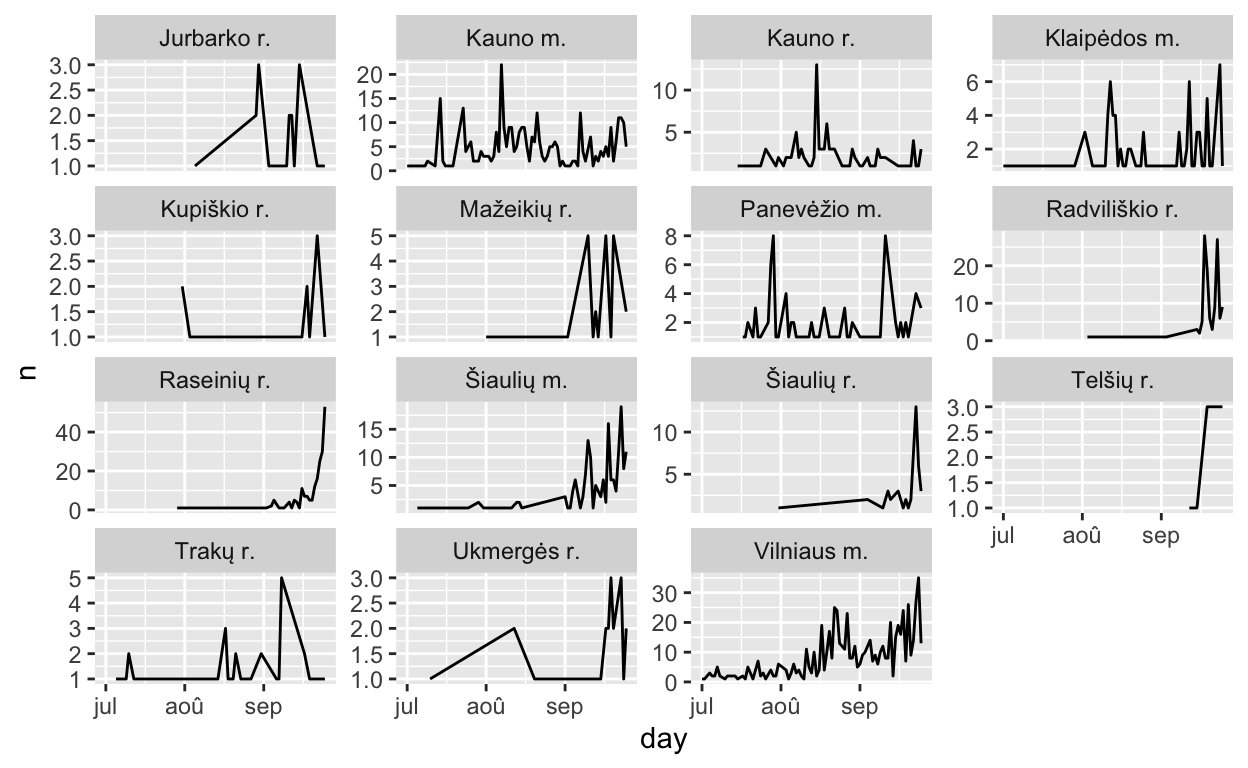 Jurbarko r.
Kauno m.
Kauno r.
Klaipėdos m.
3.0
2.5
2.0
1.5
1.0
20
15
10
5
0
10
5
6
4
2
Kupiškio r.
Mažeikių r.
Panevėžio m.
Radviliškio r.
3.0
2.5
2.0
1.5
1.0
5
4
3
2
1
8
6
4
2
20
10
0
n
Raseinių r.
Šiaulių m.
Šiaulių r.
Telšių r.
40
20
0
15
10
5
10
5
3.0
2.5
2.0
1.5
1.0
jul aoû sep
Trakų r.
Ukmergės r.
Vilniaus m.
5
4
3
2
1
3.0
2.5
2.0
1.5
1.0
30
20
10
0
jul aoû sep
jul aoû sep
jul aoû sep
day